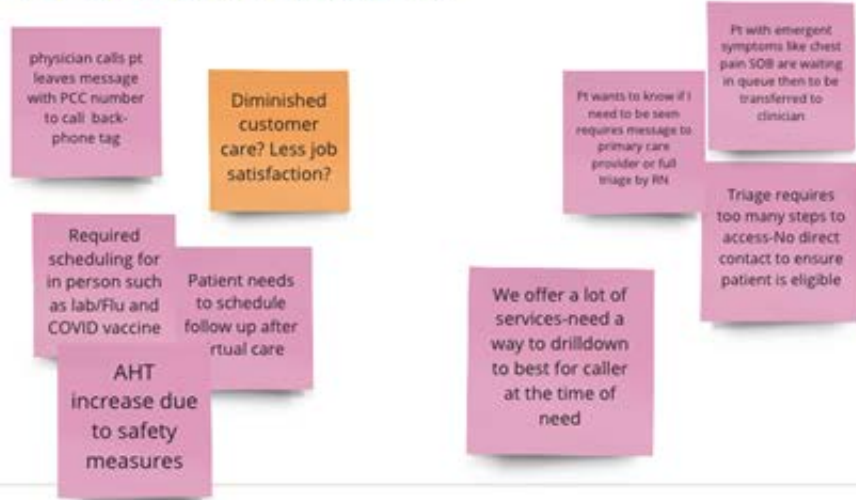 physician calls pt
leaves message
with PCC number
to call back-
phone tag
Diminished
customer
care? Less job
satisfaction?
Required
scheduling for
in person such
as lab/Flu and
COVID vaccine
Patient needs
to schedule
follow up after
rtual care
AHT
increase due
to safety
measures
Pt wants to know if I
need to be seen
requires message to
primary care
provider or full
triage by RN
Pt with emergent
symptoms like chest
pain SOB are waiting
in queue then to be
transferred to
clinician
Triage requires
too many steps to
access-No direct
contact to ensure
patient is eligible
We offer a lot of
services-need a
way to drilldown
to best for caller
at the time of
need